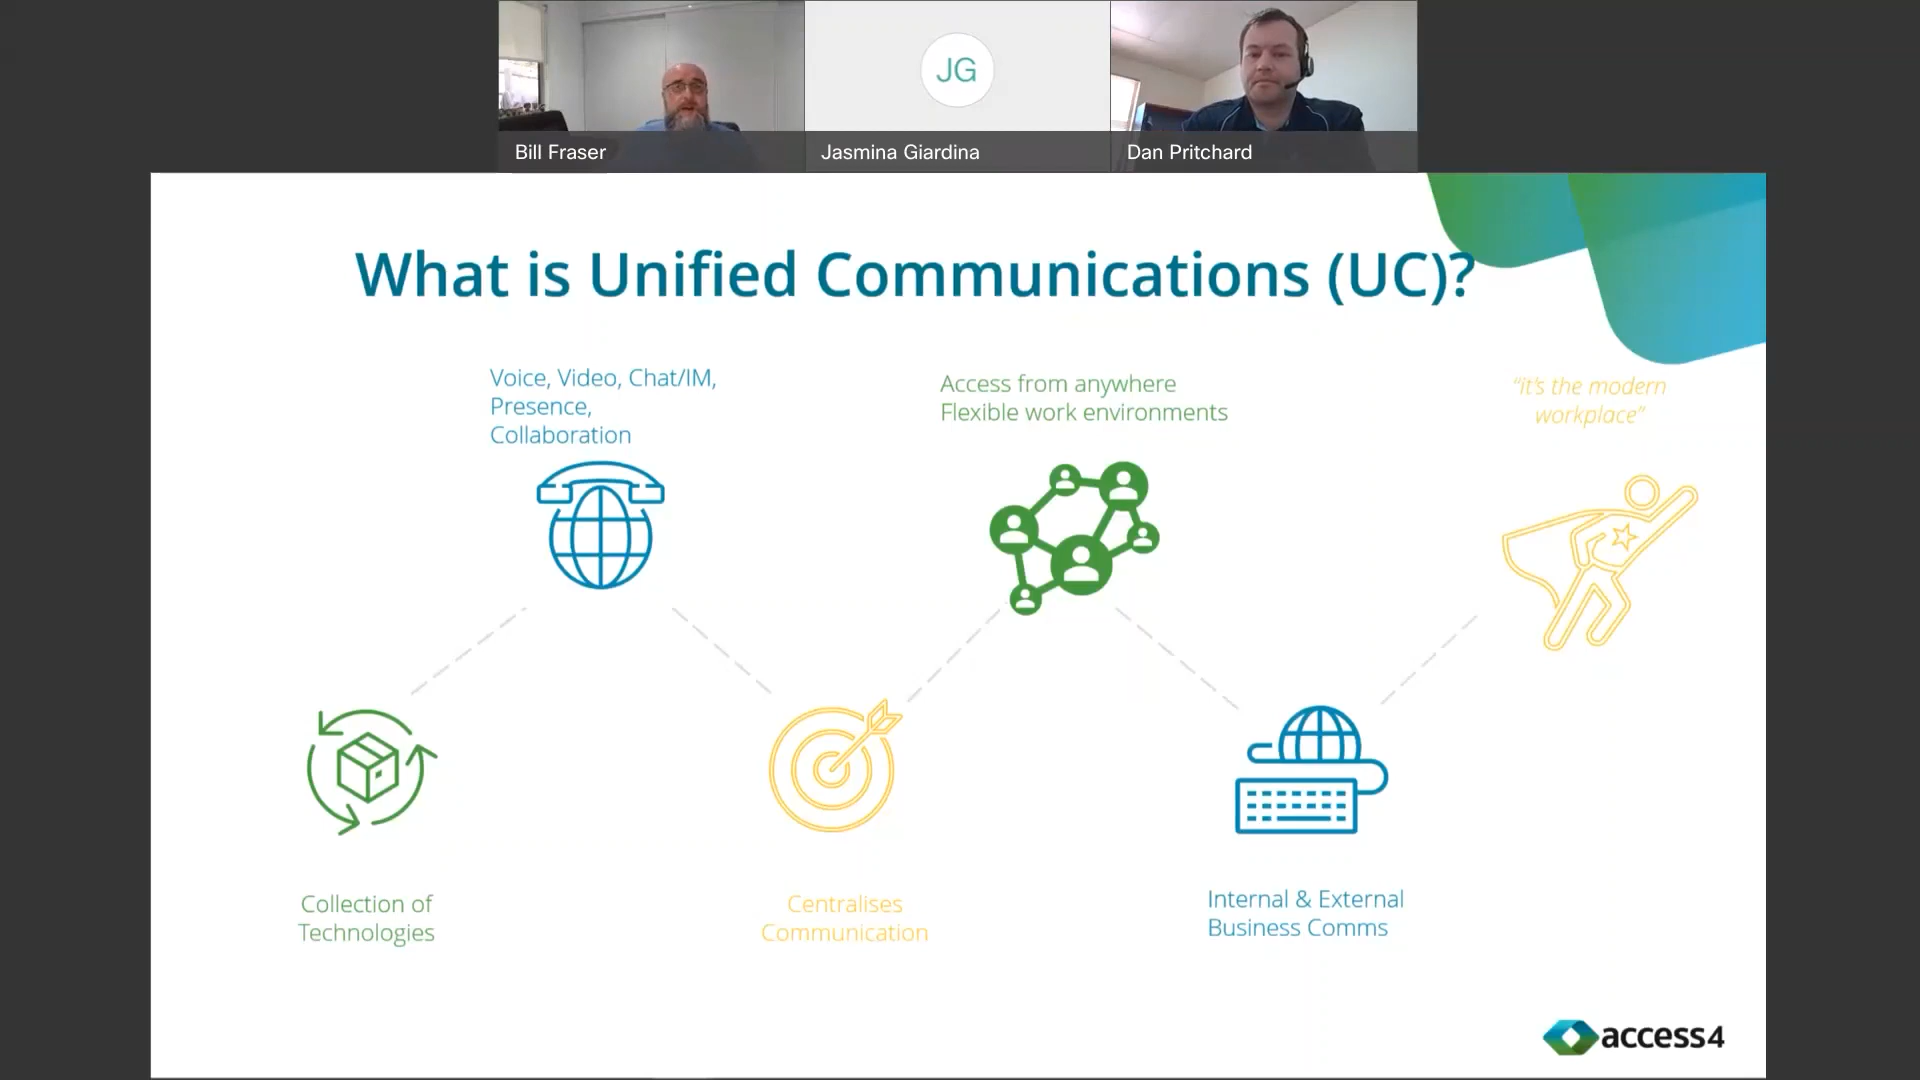 JG
Bill Fraser
Jasmina Giardina
Dan Pritchard
What is Unified Communications (UC)?
Voice, Video, Chat/IM,
Presence,
Collaboration
Access from anywhere
Flexible work environments
“it’s the modern
workplace”
Collection of
Technologies
Centralises
Communication
Internal & External
Business Comms
access4